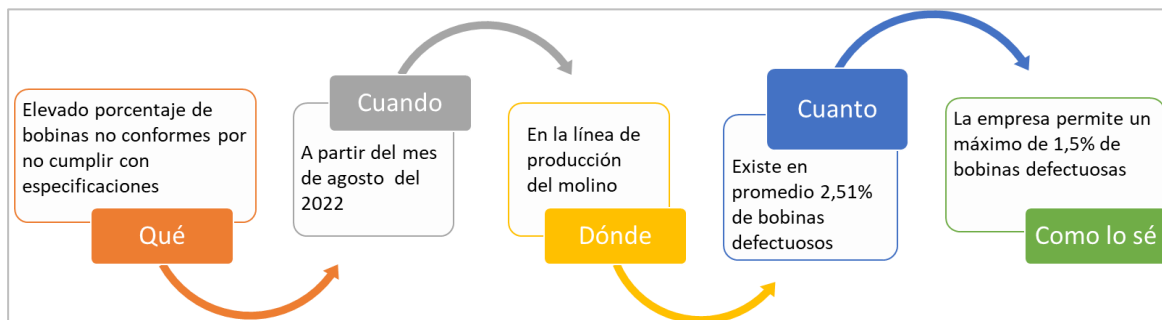 Elevado porcentaje de
bobinas no conformes por
no cumplir con
especificaciones
Qué
Cuando
A partir del mes
de agosto del
2022
En la línea de
producción
del molino
Dónde
Cuanto
Existe en
promedio 2,51%
de bobinas
defectuosos
La empresa permite un
máximo de 1,5% de
bobinas defectuosas
Como lo sé